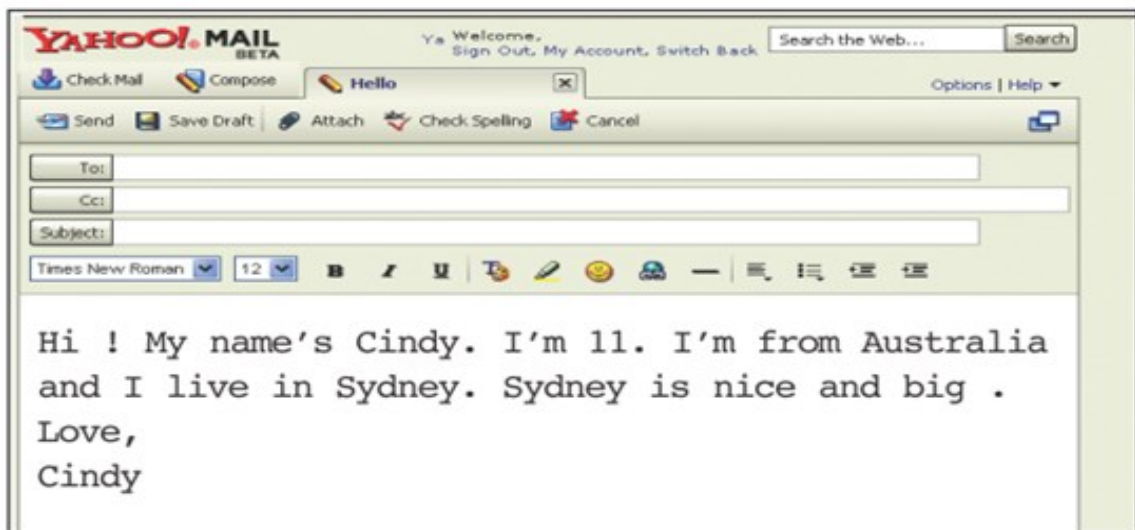 YAHOO! MAIL
BETA
Ya Welcome,
Sign Out, My Account, Switch Back
Search the Web...
Search
Check Mail
Compose
Hello
Options | Help
Send
Save Draft
Attach
Check Spelling
Cancel
To:
Cc:
Subject:
Times New Roman
12
B I U
Hi ! My name's Cindy. I'm 11. I'm from Australia
and I live in Sydney. Sydney is nice and big .
Love,
Cindy